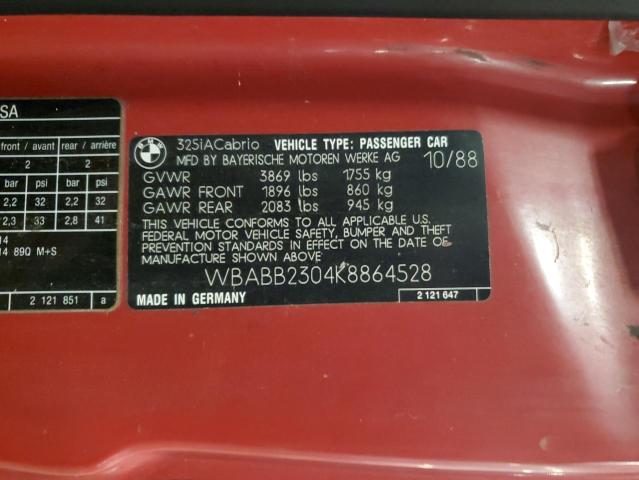 SA
front / avant rear / arrière
2 2
bar psi bar psi
2,2 32 2,2 32
2,3 33 2,8 41
14
14 89Q M+S
2 121 851 a
BMW
325iACabrio VEHICLE TYPE: PASSENGER CAR
MFD BY BAYERISCHE MOTOREN WERKE AG 10/88
GVWR 3869 lbs 1755 kg
GAWR FRONT 1896 lbs 860 kg
GAWR REAR 2083 lbs 945 kg
THIS VEHICLE CONFORMS TO ALL APPLICABLE U.S.
FEDERAL MOTOR VEHICLE SAFETY, BUMPER AND THEFT
PREVENTION STANDARDS IN EFFECT ON THE DATE OF
MANUFACTURE SHOWN ABOVE:
WBABB2304K8864528
MADE IN GERMANY 2 121 647